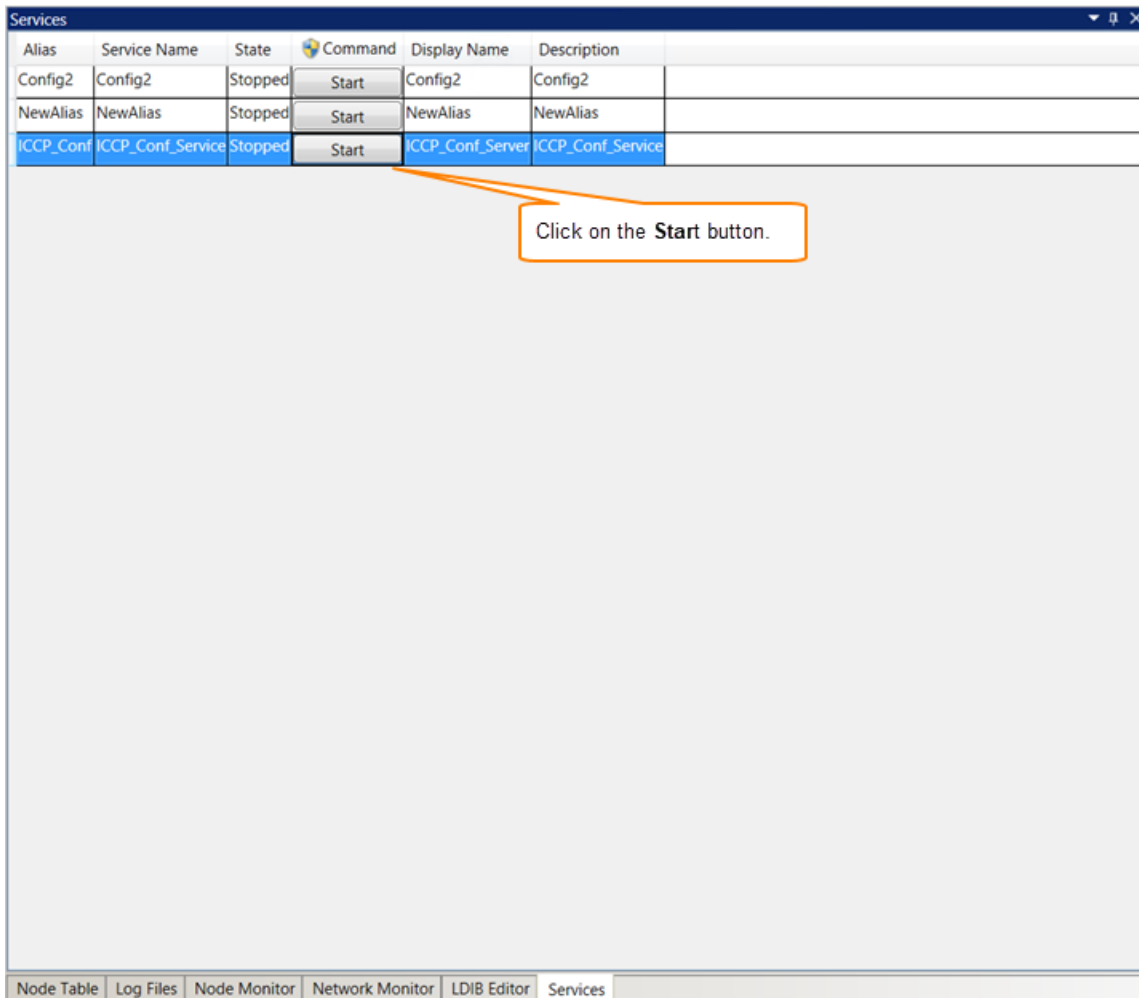 Services
Alias Service Name State Command Display Name Description
Config2 Config2 Stopped Start Config2 Config2
NewAlias NewAlias Stopped Start NewAlias NewAlias
ICCP_Conf ICCP_Conf_Service Stopped Start ICCP_Conf_Server ICCP_Conf_Service
Click on the Start button.
Node Table Log Files Node Monitor Network Monitor LDIB Editor Services